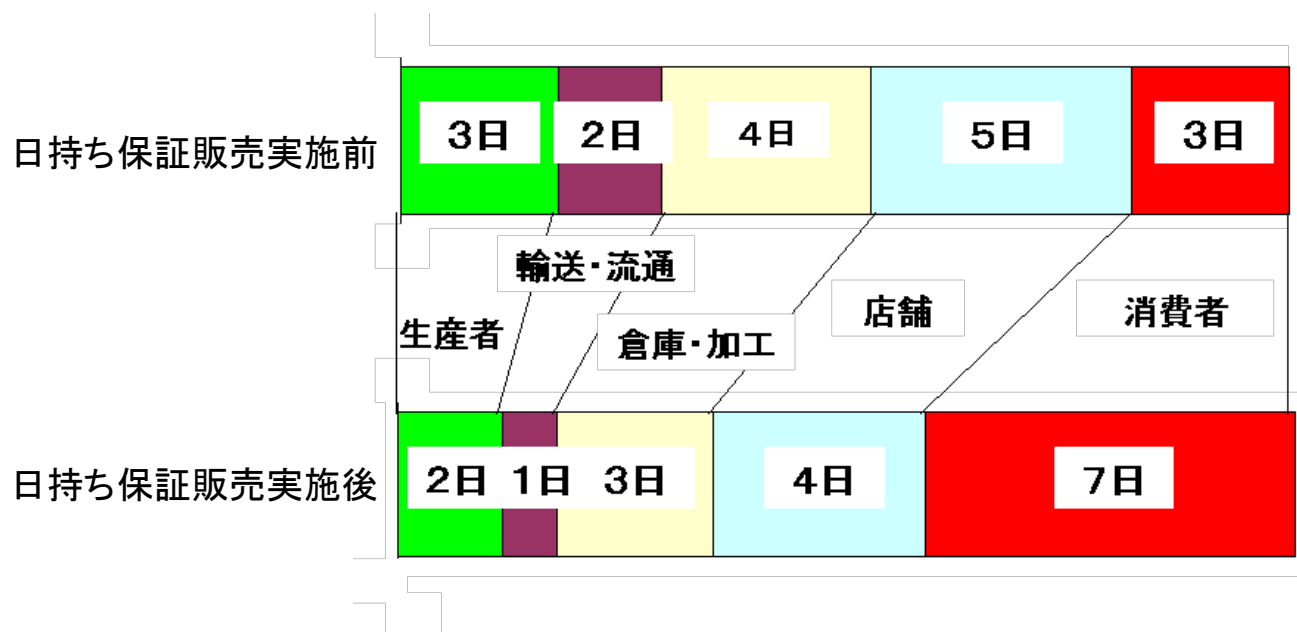 日持ち保証販売実施前
3日 2日 4日 5日 3日
輸送・流通
生産者
倉庫・加工
店舗
消費者
日持ち保証販売実施後
2日 1日 3日 4日 7日